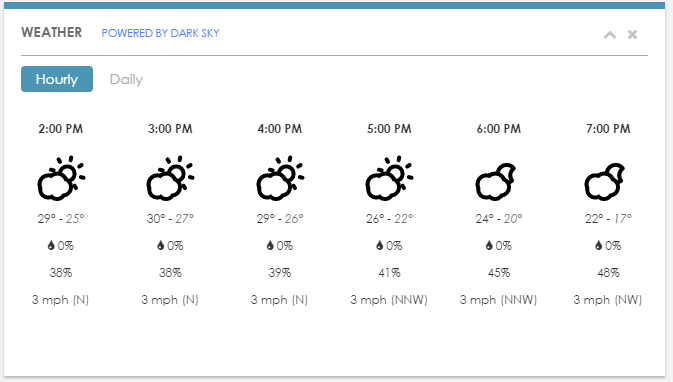 WEATHER POWERED BY DARK SKY
Hourly Daily
2:00 PM 3:00 PM 4:00 PM 5:00 PM 6:00 PM 7:00 PM
29° - 25° 30° - 27° 29° - 26° 26° - 22° 24° - 20° 22° - 17°
0% 0% 0% 0% 0% 0%
38% 38% 39% 41% 45% 48%
3 mph (N) 3 mph (N) 3 mph (N) 3 mph (NNW) 3 mph (NNW) 3 mph (NW)